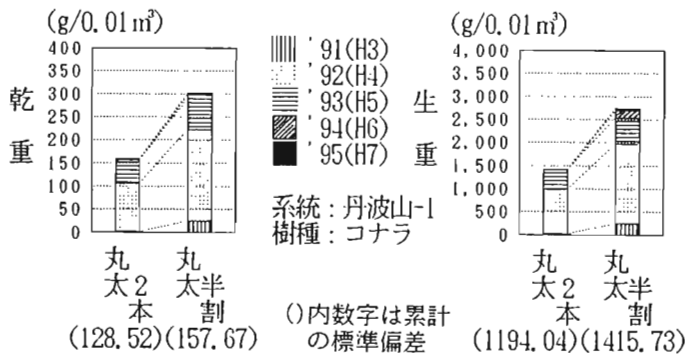 (g/0.01m³)
400
350
300
250
200
150
100
50
0
乾重
丸太2本
丸太半割
(128.52)(157.67)
'91(H3)
'92(H4)
'93(H5)
'94(H6)
'95(H7)
系統：丹波山-1
樹種：コナラ
()内数字は累計
の標準偏差
(g/0.01m³)
4,000
3,500
3,000
2,500
2,000
1,500
1,000
500
0
生重
丸太2本
丸太半割
(1194.04)(1415.73)